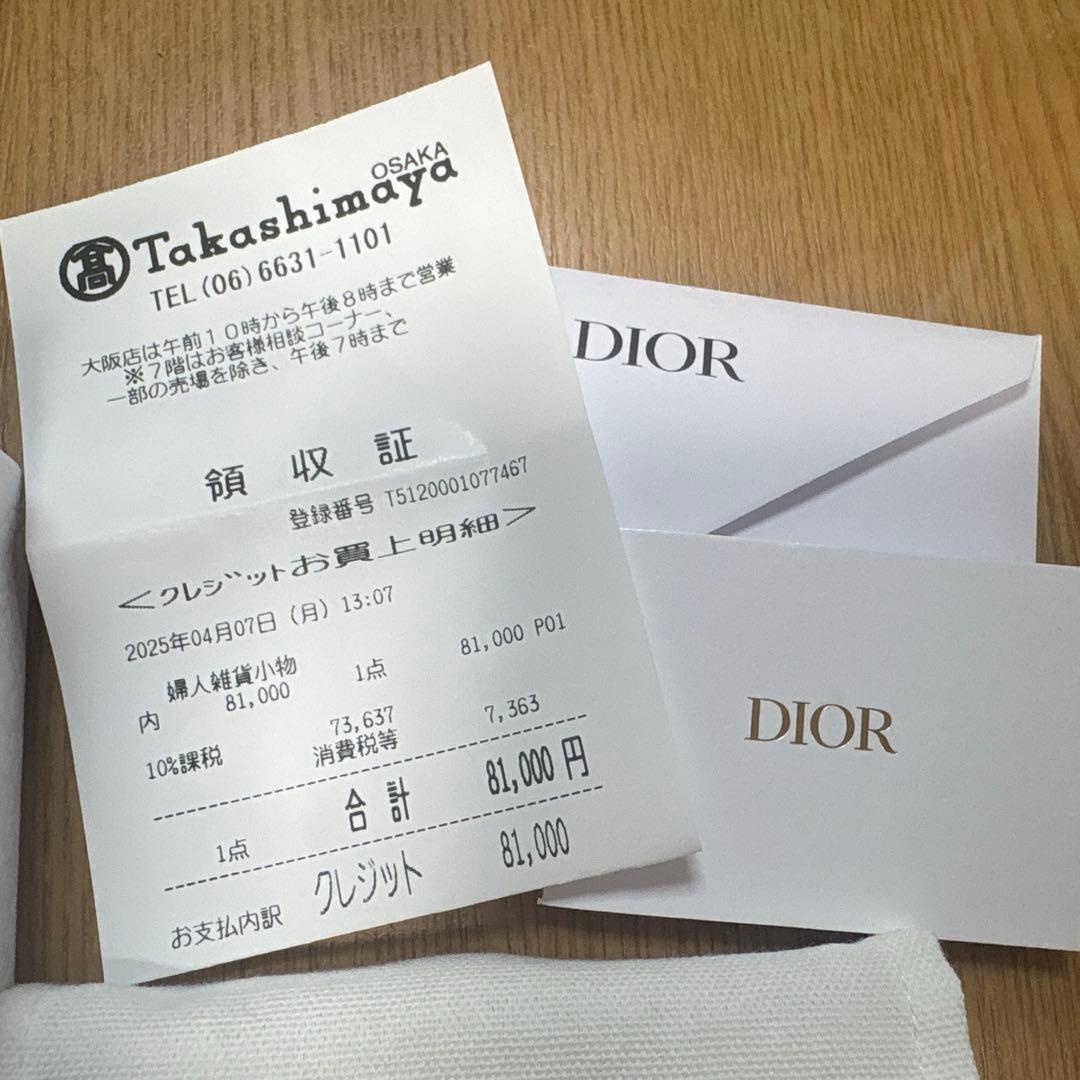 OSAKA
髙 Takashimaya
TEL(06)6631-1101
大阪店は午前10時から午後8時まで営業
※7階はお客様相談コーナー、
一部の売場を除き、午後7時まで
領収証
登録番号 T5120001077467
<クレジットお買上明細>
2025年04月07日(月) 13:07
婦人雑貨小物 1点 81,000 P01
内 81,000
10%課税 73,637 消費税等 7,363
1点 合計 81,000円
お支払内訳 クレジット 81,000
DIOR
DIOR